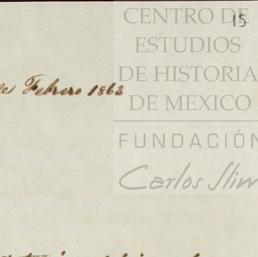 CENTRO DE
15
ESTUDIOS
DE HISTORIA
DE MEXICO
FUNDACIÓN
Carlos Slim
de Febrero 1863